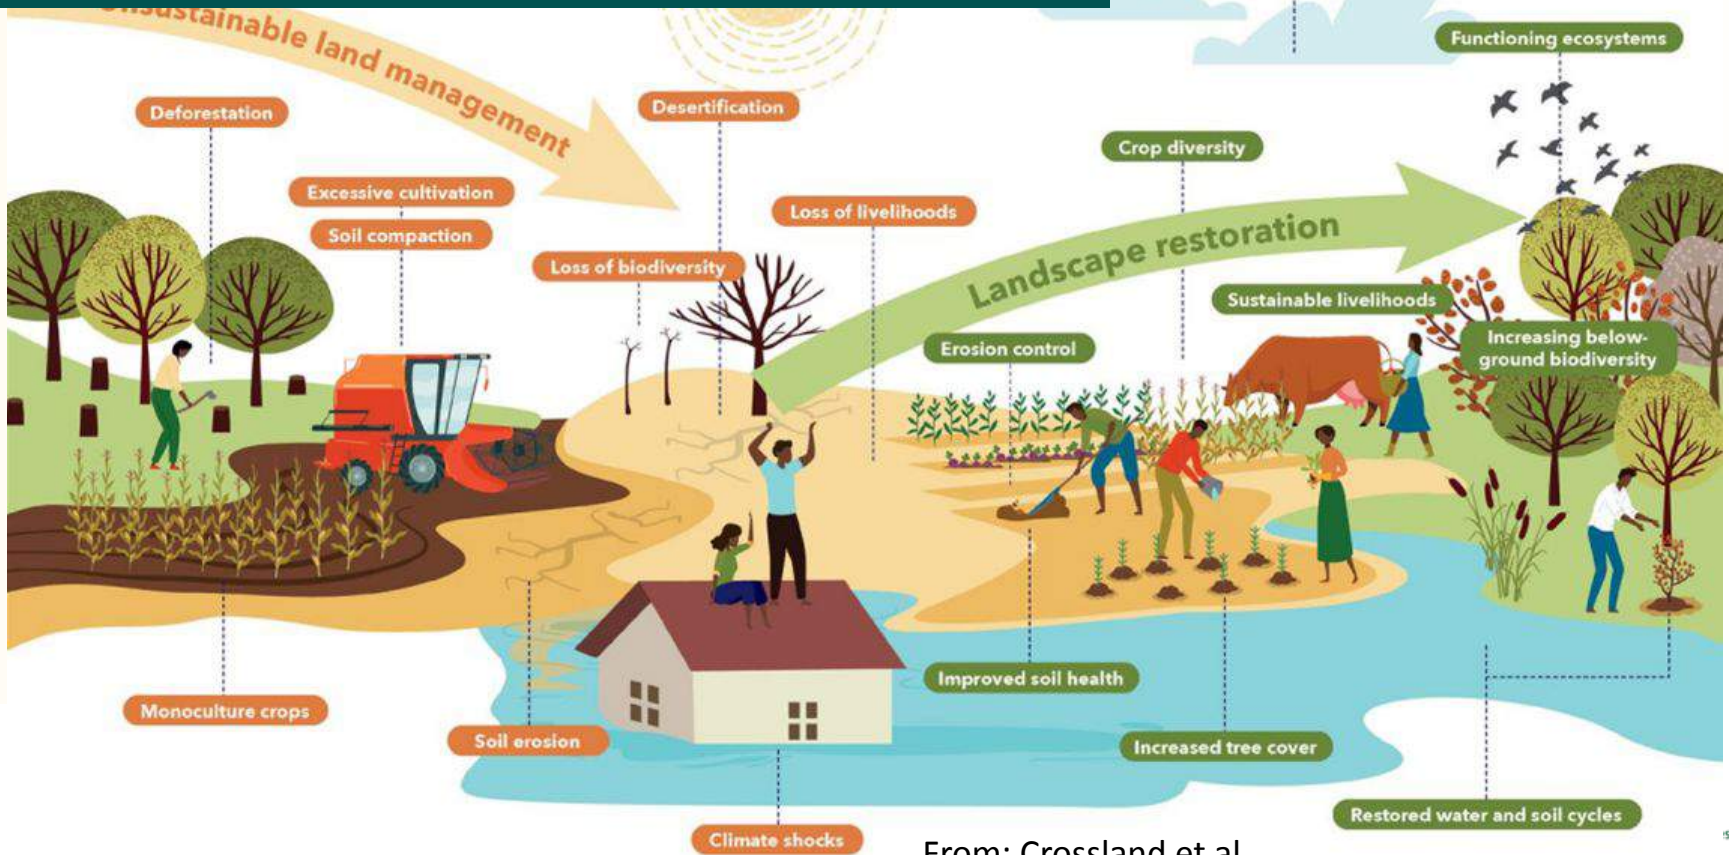 Unsustainable land management
Functioning ecosystems
Deforestation
Desertification
Crop diversity
Excessive cultivation
Soil compaction
Loss of livelihoods
Loss of biodiversity
Landscape restoration
Sustainable livelihoods
Erosion control
Increasing below-
ground biodiversity
Improved soil health
Monoculture crops
Soil erosion
Increased tree cover
Climate shocks
Restored water and soil cycles
From: Crossland et al